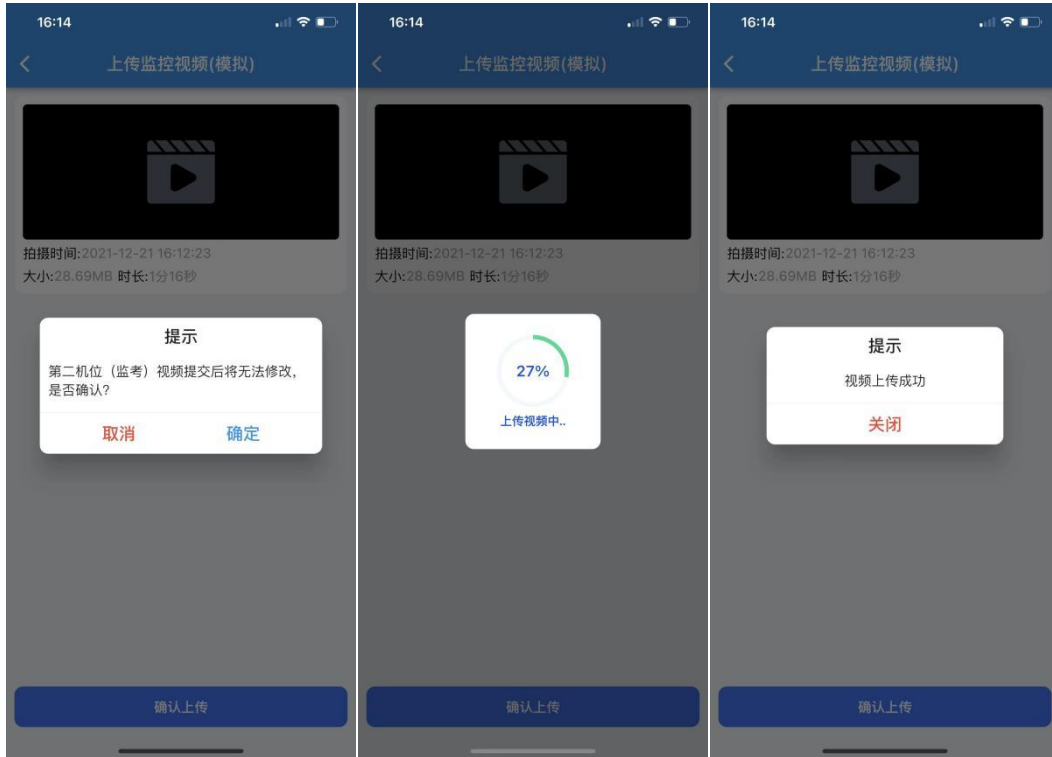 16:14
上传监控视频(模拟)
拍摄时间:2021-12-21 16:12:23
大小:28.69MB 时长:1分16秒
提示
第二机位（监考）视频提交后将无法修改，
是否确认?
取消 确定
确认上传
16:14
上传监控视频(模拟)
拍摄时间:2021-12-21 16:12:23
大小:28.69MB 时长:1分16秒
27%
上传视频中..
确认上传
16:14
上传监控视频(模拟)
拍摄时间:2021-12-21 16:12:23
大小:28.69MB 时长:1分16秒
提示
视频上传成功
关闭
确认上传